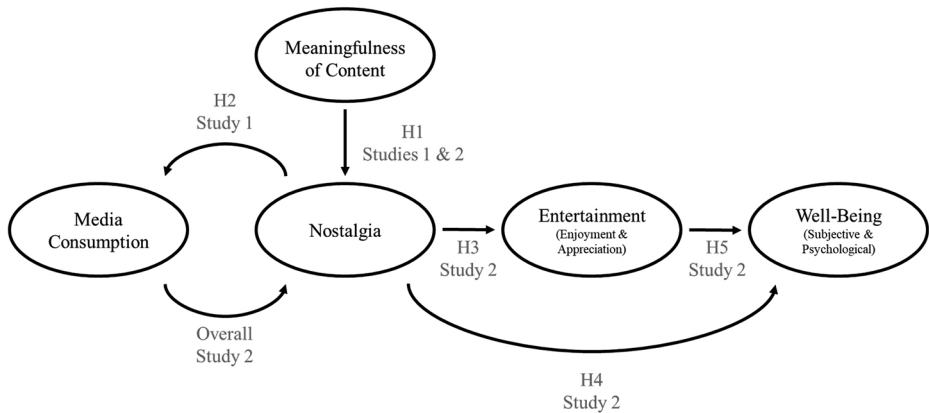 Meaningfulness
of Content
H2
Study 1
H1
Studies 1 & 2
Media
Consumption
Nostalgia
Entertainment
(Enjoyment &
Appreciation)
Well-Being
(Subjective &
Psychological)
H3
Study 2
H5
Study 2
Overall
Study 2
H4
Study 2